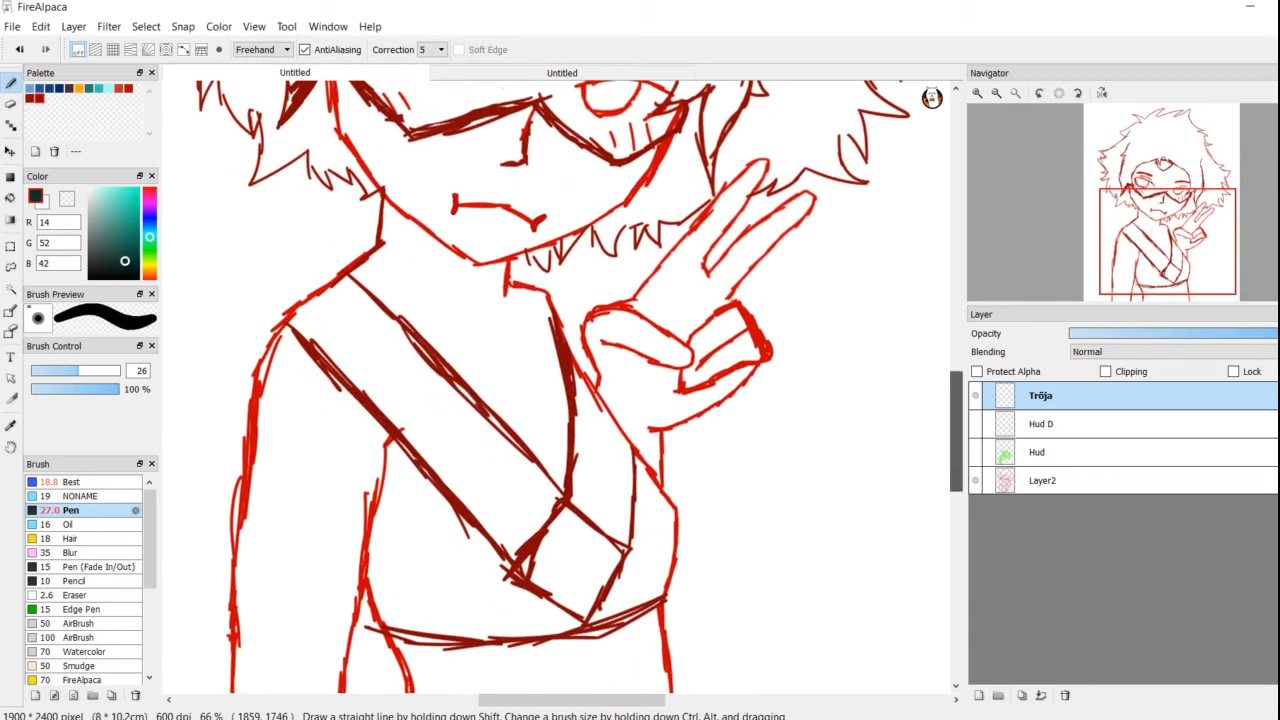 FireAlpaca
File Edit Layer Filter Select Snap Color View Tool Window Help
Freehand AntiAliasing Correction 5 Soft Edge
Palette
Untitled Untitled
Navigator
---
Color
R 14
G 52
B 42
Brush Preview
Brush Control
26
100 %
Brush
18.8 Best
19 NONAME
27.0 Pen
16 Oil
18 Hair
35 Blur
15 Pen (Fade In/Out)
10 Pencil
2.6 Eraser
15 Edge Pen
50 AirBrush
100 AirBrush
70 Watercolor
50 Smudge
70 FireAlpaca
Layer
Opacity
Blending Normal
Protect Alpha Clipping Lock
Tröja
Hud D
Hud
Layer2
1900 * 2400 pixel (8 * 10.2cm) 600 dpi 66 % ( 1859, 1746 ) Draw a straight line by holding down Shift, Change a brush size by holding down Ctrl, Alt, and dragging